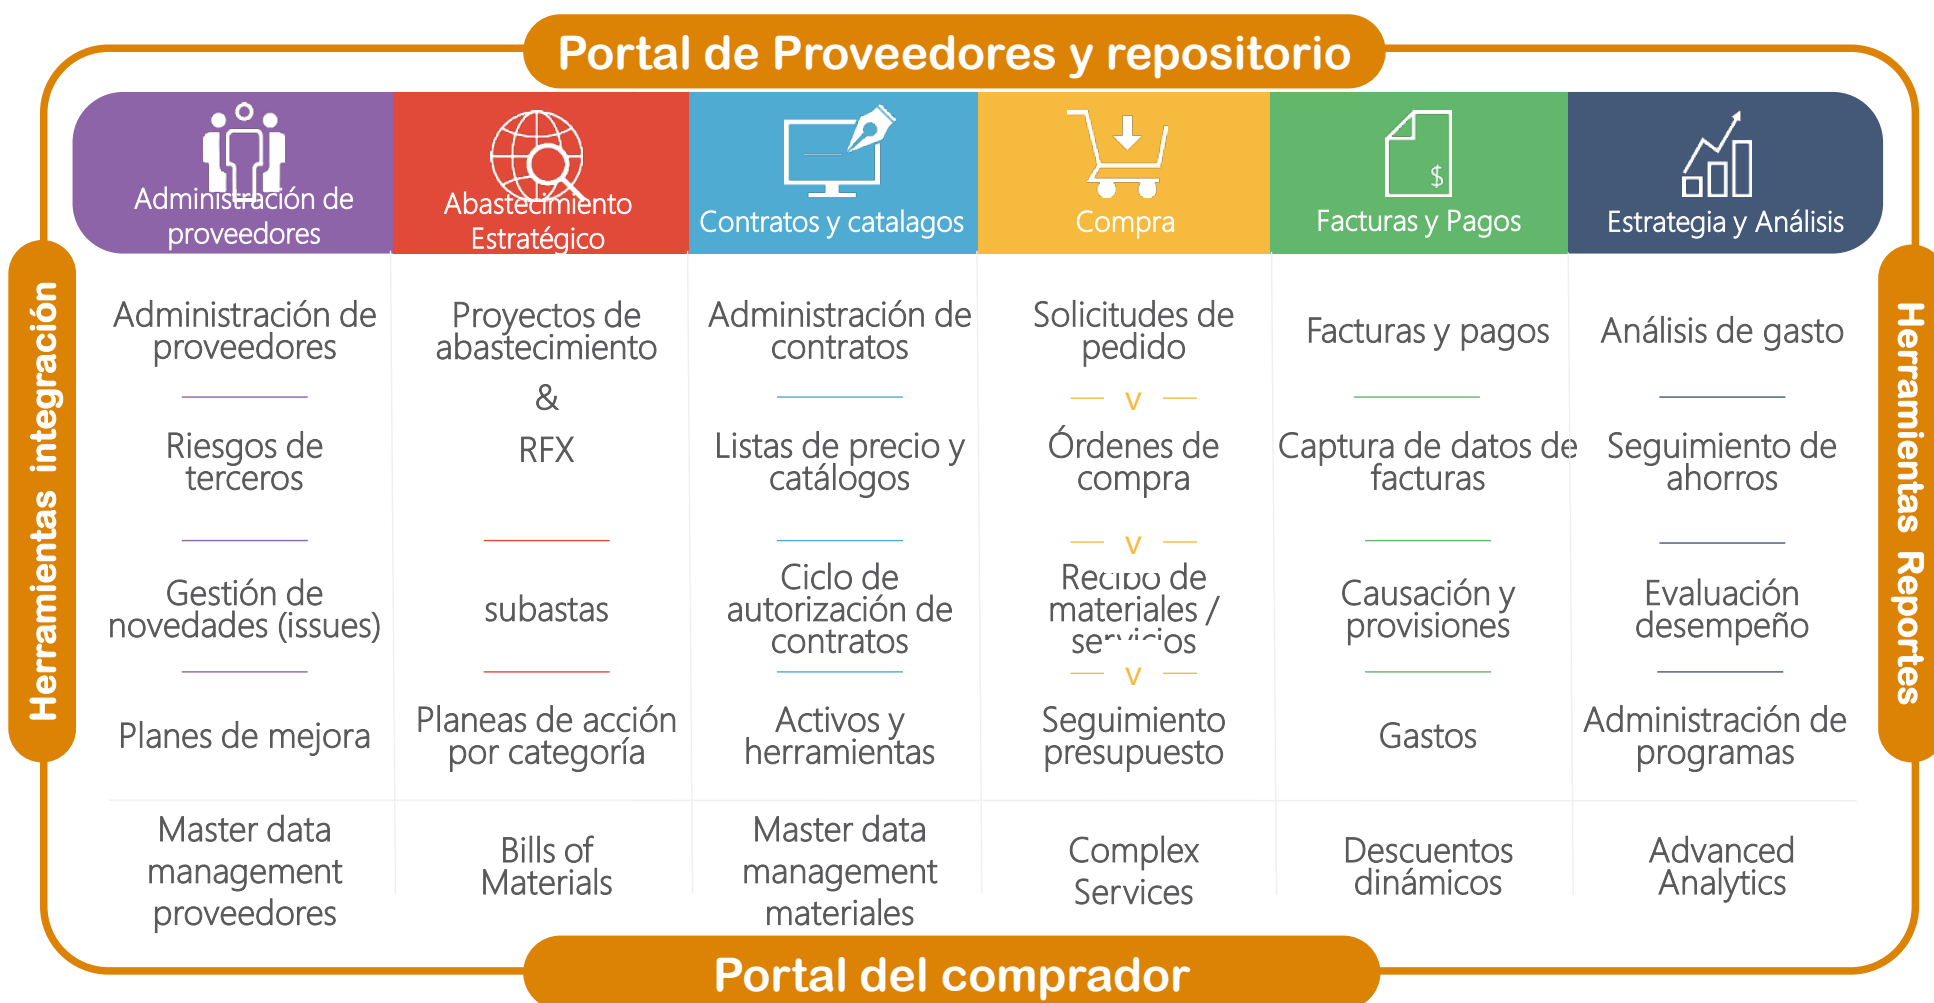 Portal de Proveedores y repositorio
Administración de
proveedores
Abastecimiento
Estratégico
Contratos y catalagos
Compra
$
Facturas y Pagos
Estrategia y Análisis
Herramientas integración
Herramientas Reportes
Administración de
proveedores
Riesgos de
terceros
Gestión de
novedades (issues)
Planes de mejora
Master data
management
proveedores
Proyectos de
abastecimiento
&
RFX
subastas
Planeas de acción
por categoría
Bills of
Materials
Administración de
contratos
Listas de precio y
catálogos
Ciclo de
autorización de
contratos
Activos y
herramientas
Master data
management
materiales
Solicitudes de
pedido
v
Órdenes de
compra
v
Recibo de
materiales /
servicios
v
Seguimiento
presupuesto
Complex
Services
Facturas y pagos
Captura de datos de
facturas
Causación y
provisiones
Gastos
Descuentos
dinámicos
Análisis de gasto
Seguimiento de
ahorros
Evaluación
desempeño
Administración de
programas
Advanced
Analytics
Portal del comprador